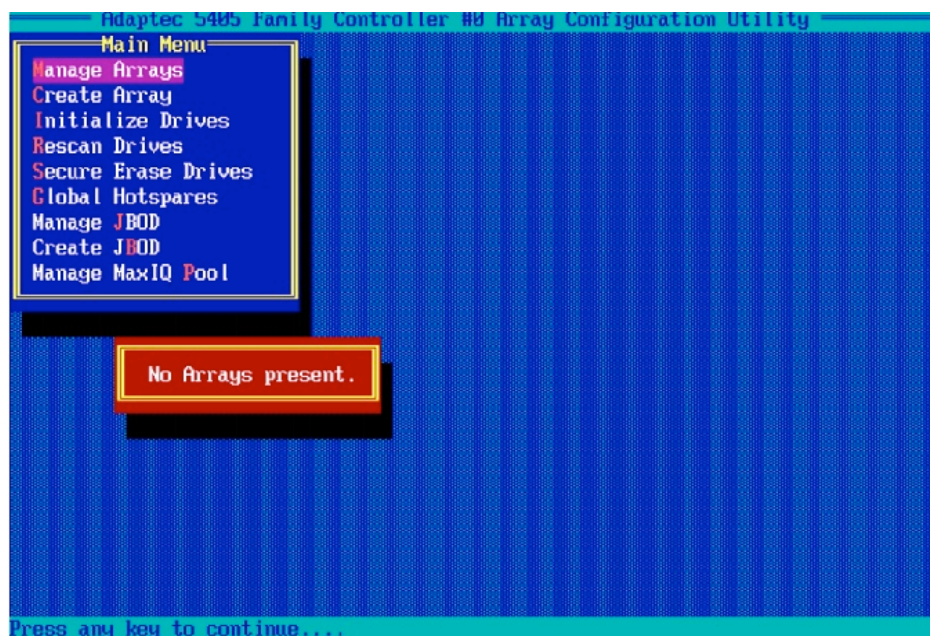 Adaptec 5405 Family Controller #0 Array Configuration Utility
Main Menu
Manage Arrays
Create Array
Initialize Drives
Rescan Drives
Secure Erase Drives
Global Hotspares
Manage JBOD
Create JBOD
Manage MaxIQ Pool
No Arrays present.
Press any key to continue....